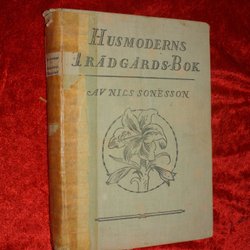 HUSMODERNS
TRÄDGÅRDS-BOK
AV NILS SONESSON